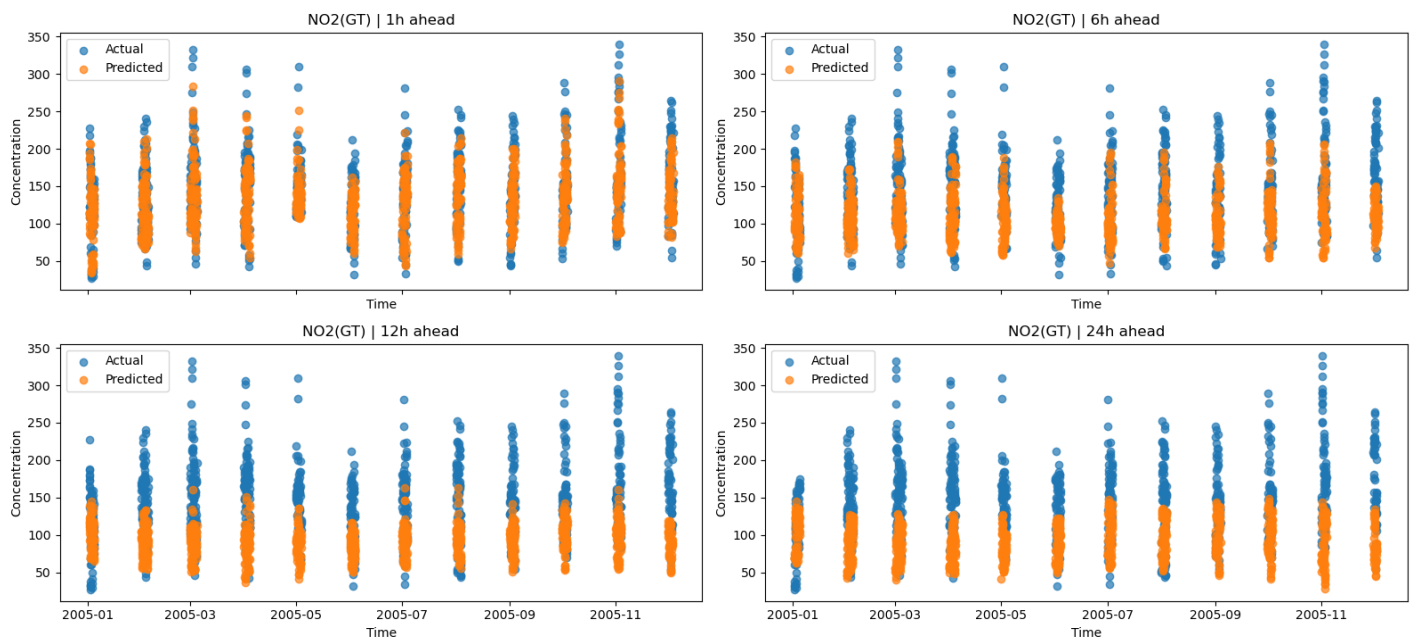 NO2(GT) | 1h ahead
350
300
250
200
150
100
50
Concentration
Actual
Predicted
Time
NO2(GT) | 6h ahead
350
300
250
200
150
100
50
Concentration
Actual
Predicted
Time
NO2(GT) | 12h ahead
350
300
250
200
150
100
50
Concentration
Actual
Predicted
2005-01
2005-03
2005-05
2005-07
2005-09
2005-11
Time
NO2(GT) | 24h ahead
350
300
250
200
150
100
50
Concentration
Actual
Predicted
2005-01
2005-03
2005-05
2005-07
2005-09
2005-11
Time